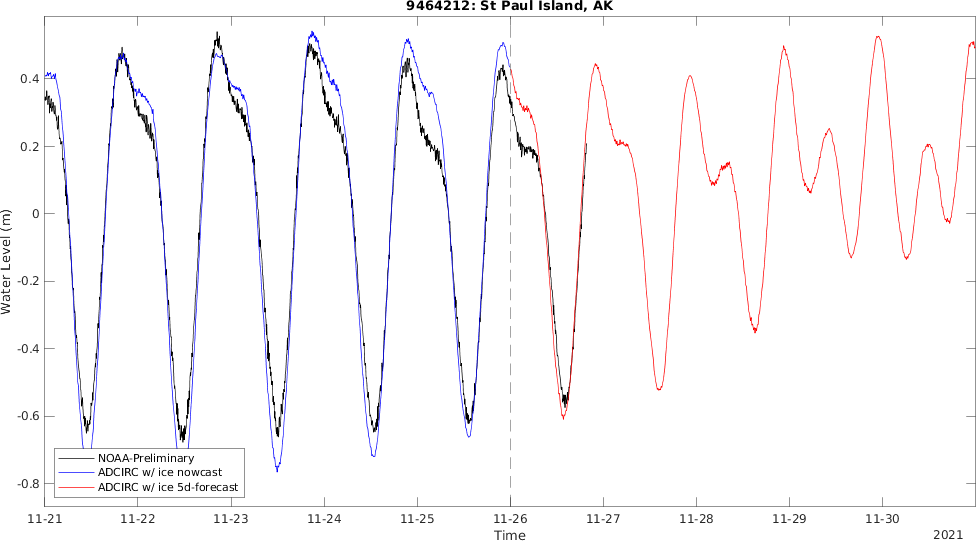 9464212: St Paul Island, AK
Water Level (m)
0.4
0.2
0
-0.2
-0.4
-0.6
-0.8
NOAA-Preliminary
ADCIRC w/ ice nowcast
ADCIRC w/ ice 5d-forecast
11-21 11-22 11-23 11-24 11-25 11-26 11-27 11-28 11-29 11-30
Time
2021